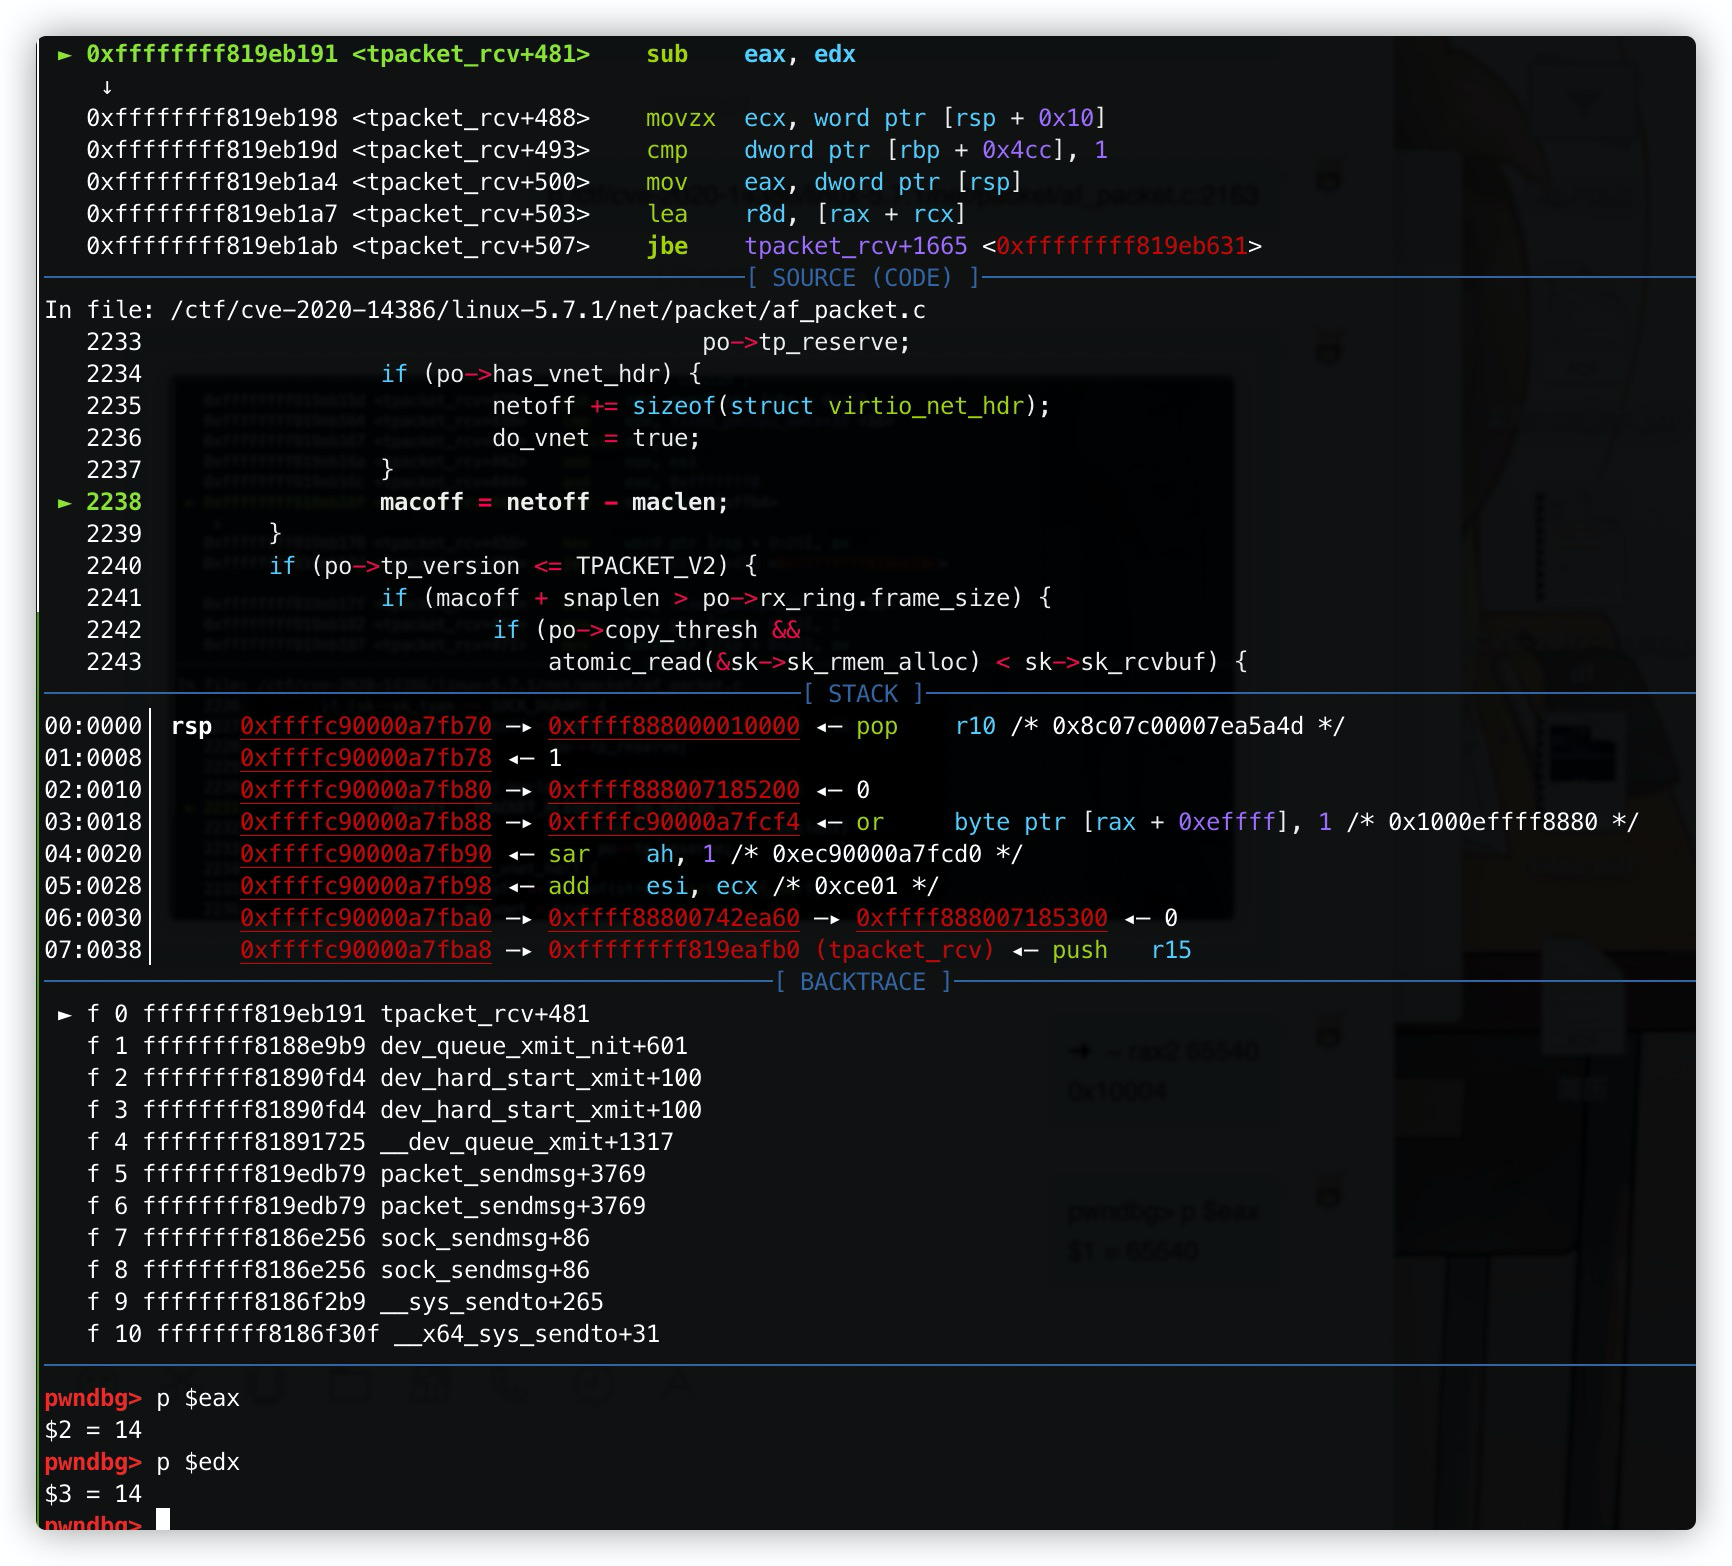 ► 0xffffffff819eb191 <tpacket_rcv+481>    sub    eax, edx
↓
0xffffffff819eb198 <tpacket_rcv+488>    movzx  ecx, word ptr [rsp + 0x10]
0xffffffff819eb19d <tpacket_rcv+493>    cmp    dword ptr [rbp + 0x4cc], 1
0xffffffff819eb1a4 <tpacket_rcv+500>    mov    eax, dword ptr [rsp]
0xffffffff819eb1a7 <tpacket_rcv+503>    lea    r8d, [rax + rcx]
0xffffffff819eb1ab <tpacket_rcv+507>    jbe    tpacket_rcv+1665 <0xffffffff819eb631>
[ SOURCE (CODE) ]
In file: /ctf/cve-2020-14386/linux-5.7.1/net/packet/af_packet.c
2233 po->tp_reserve;
2234 if (po->has_vnet_hdr) {
2235 netoff += sizeof(struct virtio_net_hdr);
2236 do_vnet = true;
2237 }
► 2238 macoff = netoff - maclen;
2239 }
2240 if (po->tp_version <= TPACKET_V2) {
2241 if (macoff + snaplen > po->rx_ring.frame_size) {
2242 if (po->copy_thresh &&
2243 atomic_read(&sk->sk_rmem_alloc) < sk->sk_rcvbuf) {
[ STACK ]
00:0000│ rsp 0xffffc90000a7fb70 —▸ 0xffff888000010000 ◂— pop    r10 /* 0x8c07c00007ea5a4d */
01:0008│ 0xffffc90000a7fb78 ◂— 1
02:0010│ 0xffffc90000a7fb80 —▸ 0xffff888007185200 ◂— 0
03:0018│ 0xffffc90000a7fb88 —▸ 0xffffc90000a7fcf4 ◂— or     byte ptr [rax + 0xeffff], 1 /* 0x1000effff8880 */
04:0020│ 0xffffc90000a7fb90 ◂— sar    ah, 1 /* 0xec90000a7fcd0 */
05:0028│ 0xffffc90000a7fb98 ◂— add    esi, ecx /* 0xce01 */
06:0030│ 0xffffc90000a7fba0 —▸ 0xffff88800742ea60 —▸ 0xffff888007185300 ◂— 0
07:0038│ 0xffffc90000a7fba8 —▸ 0xffffffff819eafb0 (tpacket_rcv) ◂— push   r15
[ BACKTRACE ]
► f 0 ffffffff819eb191 tpacket_rcv+481
f 1 ffffffff8188e9b9 dev_queue_xmit_nit+601
f 2 ffffffff81890fd4 dev_hard_start_xmit+100
f 3 ffffffff81890fd4 dev_hard_start_xmit+100
f 4 ffffffff81891725 __dev_queue_xmit+1317
f 5 ffffffff819edb79 packet_sendmsg+3769
f 6 ffffffff819edb79 packet_sendmsg+3769
f 7 ffffffff8186e256 sock_sendmsg+86
f 8 ffffffff8186e256 sock_sendmsg+86
f 9 ffffffff8186f2b9 __sys_sendto+265
f 10 ffffffff8186f30f __x64_sys_sendto+31
pwndbg> p $eax
$2 = 14
pwndbg> p $edx
$3 = 14
pwndbg>
➜ ~ rax2 65540
0x10004
pwndbg> p $eax
$1 = 65540